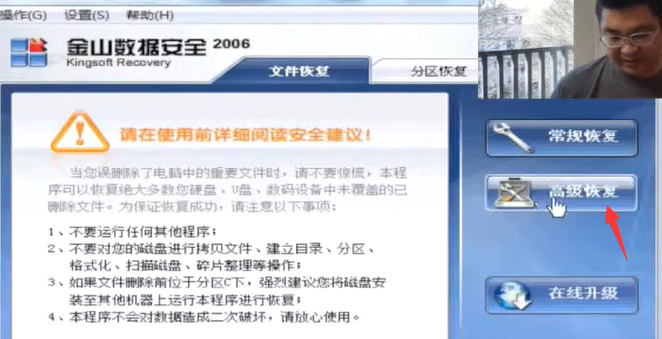 操作(G) 设置(S) 帮助(H)
金山数据安全 2006
Kingsoft Recovery
文件恢复 分区恢复
请在使用前详细阅读安全建议!
当您误删除了电脑中的重要文件时，请不要惊慌，本程
序可以恢复绝大多数您硬盘、U盘、数码设备中未覆盖的已
删除文件。为保证恢复成功，请注意以下事项：
1、不要运行任何其他程序；
2、不要对您的磁盘进行拷贝文件、建立目录、分区、
格式化、扫描磁盘、碎片整理等操作；
3、如果文件删除前位于分区C下，强烈建议您将磁盘安
装至其他机器上运行本程序进行恢复；
4、本程序不会对数据造成二次破坏，请放心使用。
常规恢复
高级恢复
在线升级